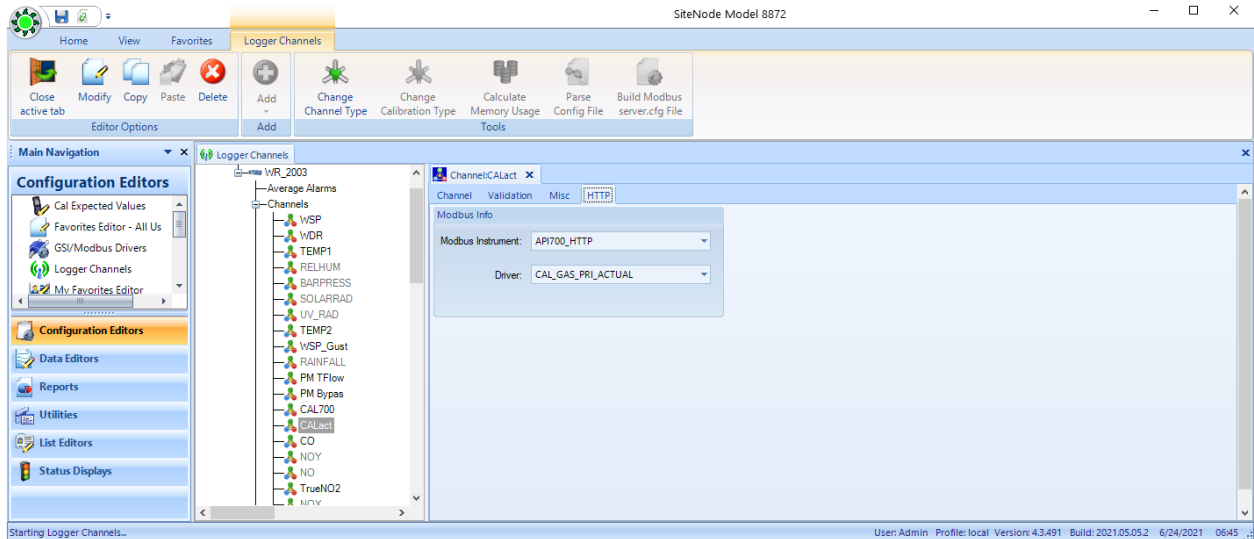 SiteNode Model 8872
Home View Favorites Logger Channels
Close active tab
Modify
Copy
Paste
Delete
Editor Options
Add
Add
Change Channel Type
Change Calibration Type
Calculate Memory Usage
Parse Config File
Build Modbus server.cfg File
Tools
Main Navigation
Configuration Editors
Cal Expected Values
Favorites Editor - All Us
GSI/Modbus Drivers
Logger Channels
My Favorites Editor
Configuration Editors
Data Editors
Reports
Utilities
List Editors
Status Displays
Logger Channels
WR_2003
Average Alarms
Channels
WSP
WDR
TEMP1
RELHUM
BARPRESS
SOLARRAD
UV_RAD
TEMP2
WSP_Gust
RAINFALL
PM TFlow
PM Bypas
CAL700
CALact
CO
NOY
NO
TrueNO2
NOX
Channel:CALact
Channel Validation Misc HTTP
Modbus Info
Modbus Instrument: API700_HTTP
Driver: CAL_GAS_PRI_ACTUAL
Starting Logger Channels...
User: Admin Profile: local Version: 4.3.491 Build: 2021.05.05.2 6/24/2021 06:45